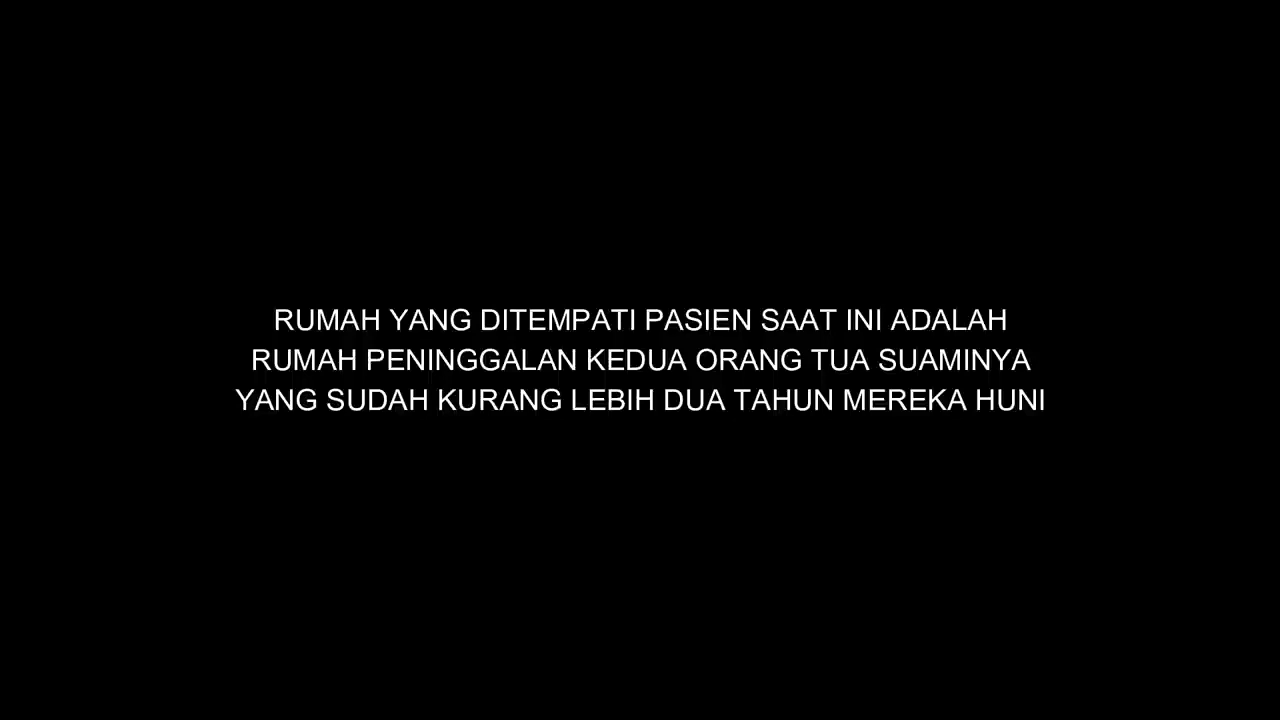 RUMAH YANG DITEMPATI PASIEN SAAT INI ADALAH
RUMAH PENINGGALAN KEDUA ORANG TUA SUAMINYA
YANG SUDAH KURANG LEBIH DUA TAHUN MEREKA HUNI